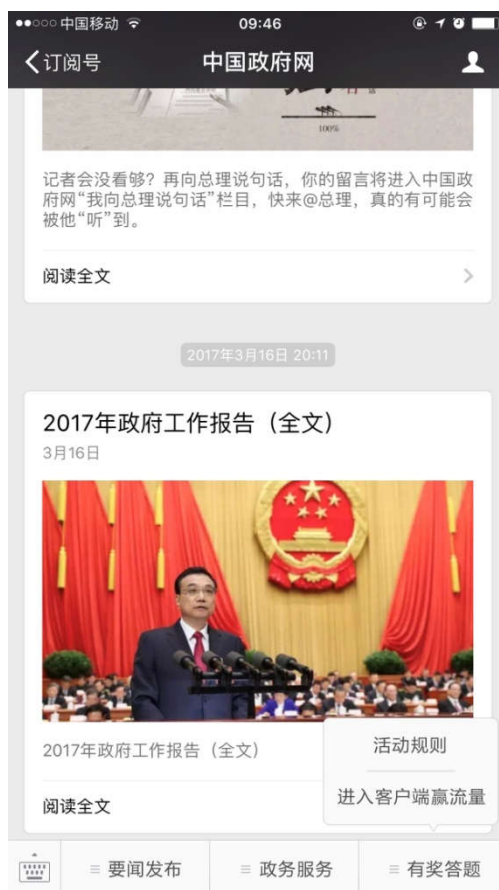 中国移动
09:46
订阅号
中国政府网
100%
记者会没看够？再向总理说句话，你的留言将进入中国政
府网“我向总理说句话”栏目，快来@总理，真的有可能会
被他“听”到。
阅读全文
2017年3月16日 20:11
2017年政府工作报告（全文）
3月16日
2017年政府工作报告（全文）
活动规则
进入客户端赢流量
阅读全文
要闻发布
政务服务
有奖答题